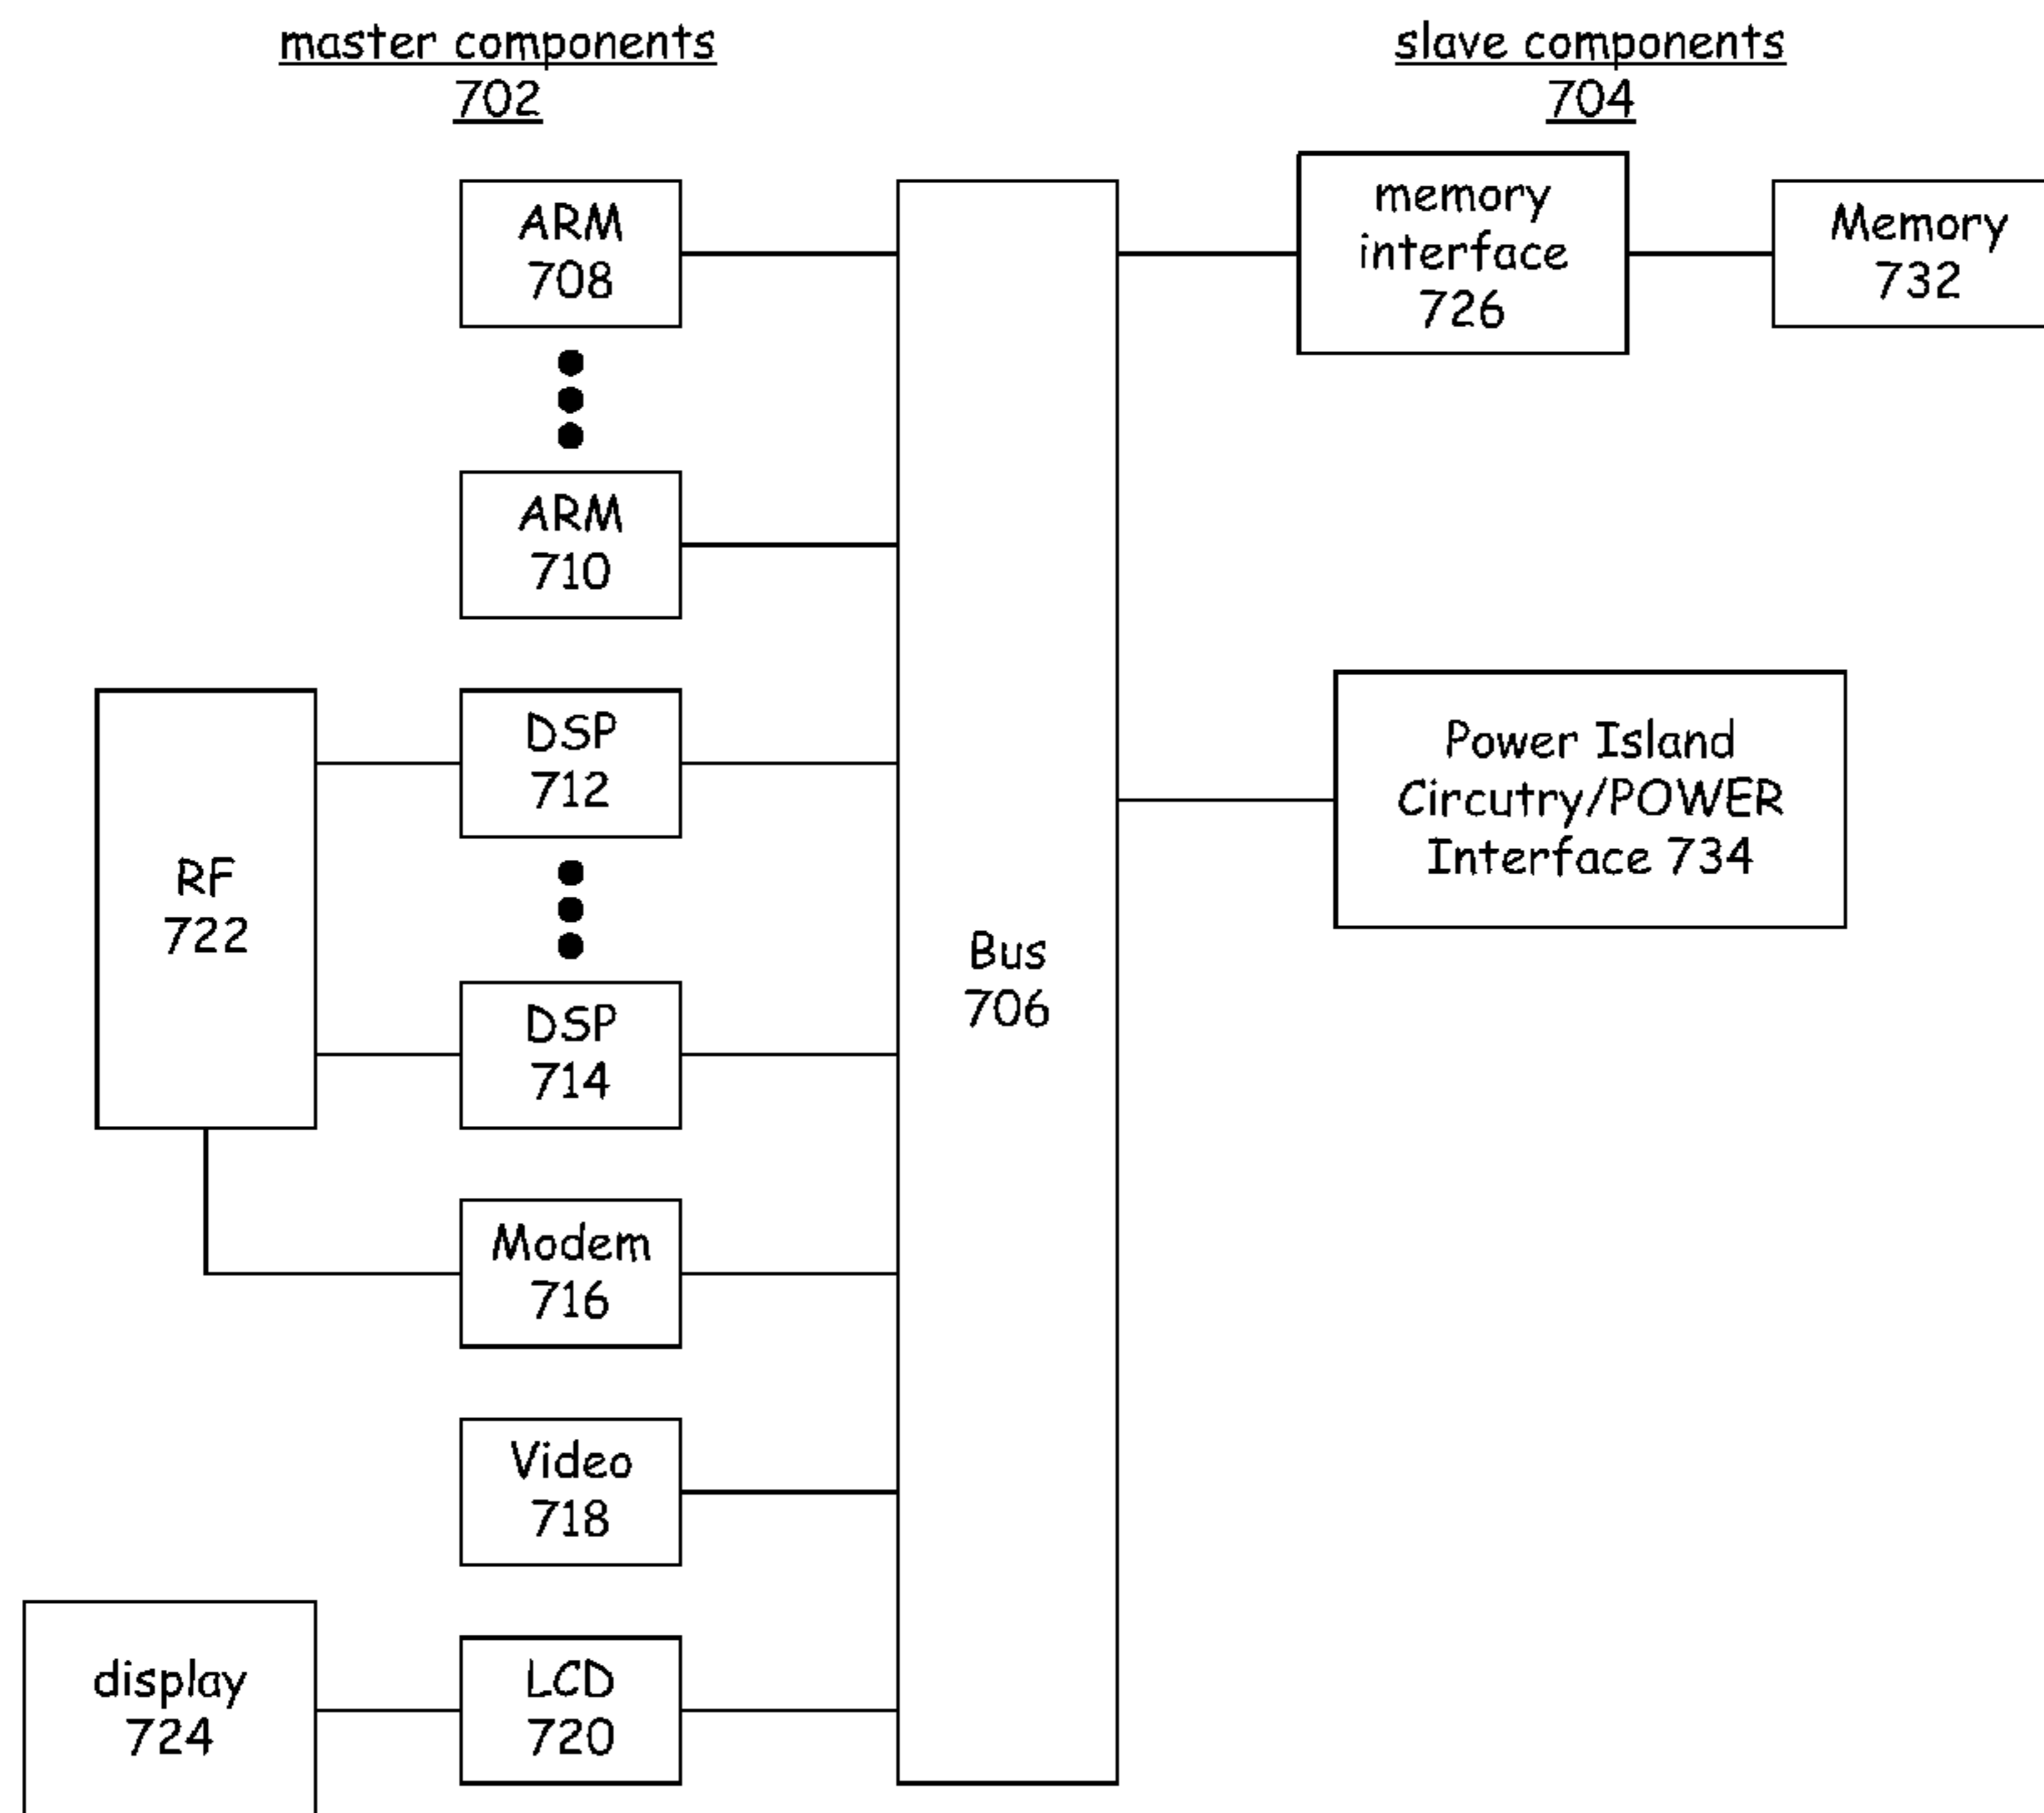 master components
702
slave components
704
ARM
708
memory
interface
726
Memory
732
ARM
710
RF
722
DSP
712
Power Island
Circutry/POWER
Interface 734
Bus
706
DSP
714
Modem
716
Video
718
display
724
LCD
720